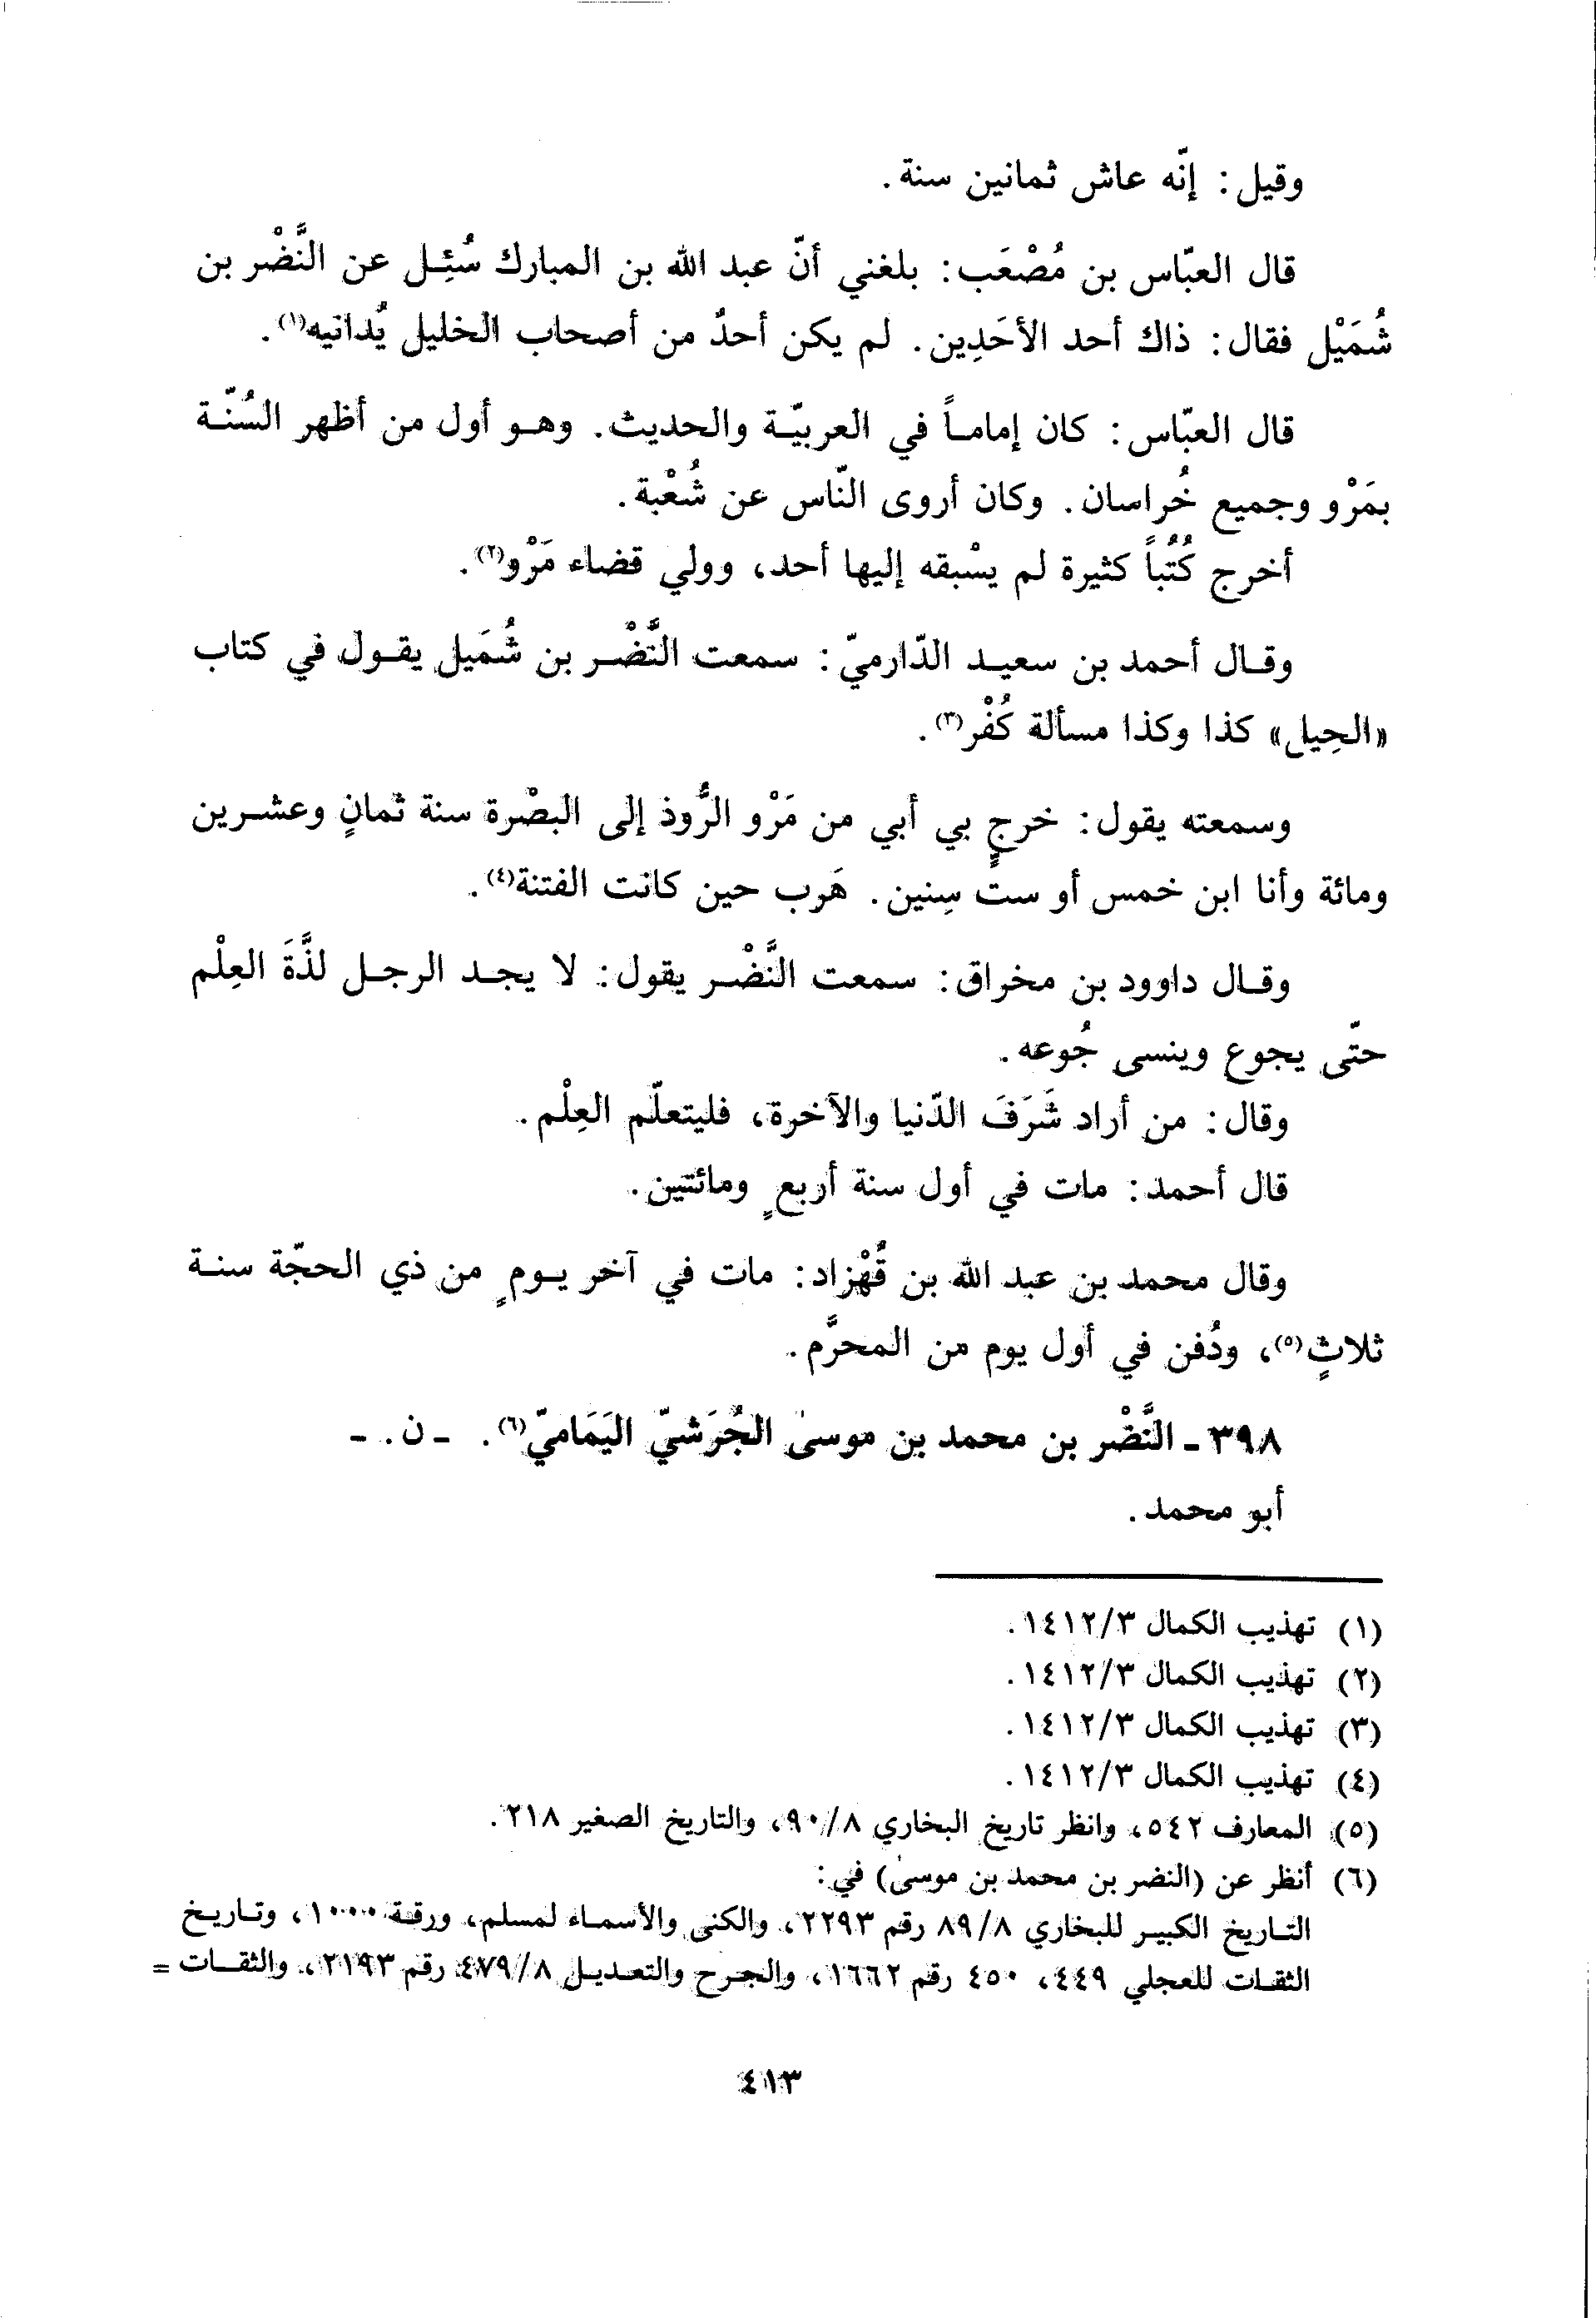 وقيل: إنّه عاش ثمانين سنة.
قال العبّاس بن مُصْعَب: بلغني أنّ عبد الله بن المبارك سُئِل عن النَّضْر بن
شُمَيْل فقال: ذاك أحد الأحَدِين. لم يكن أحدٌ من أصحاب الخليل يُدانيه(١).
قال العبّاس: كان إماماً في العربيّة والحديث. وهو أول من أظهر السُنّة
بمَرْو وجميع خُراسان. وكان أروى النّاس عن شُعْبة.
أخرج كُتُباً كثيرة لم يسْبقه إليها أحد، وولي قضاء مَرْو(٢).
وقال أحمد بن سعيد الدّارميّ: سمعت النَّضْر بن شُمَيل يقول في كتاب
«الحِيل» كذا وكذا مسألة كُفْر(٣).
وسمعته يقول: خرج بي أبي من مَرْو الرُّوذ إلى البصْرة سنة ثمانٍ وعشرين
ومائة وأنا ابن خمسٍ أو ست سِنين. هَرب حين كانت الفتنة(٤).
وقال داوود بن مخراق: سمعت النَّضْر يقول: لا يجد الرجل لذَّةَ العِلْم
حتّى يجوع وينسى جُوعه.
وقال: من أراد شَرَفَ الدّنيا والآخرة، فليتعلّم العِلْم.
قال أحمد: مات في أول سنة أربعٍ ومائتين.
وقال محمد بن عبد الله بن قُهْزاد: مات في آخر يومٍ من ذي الحجّة سنة
ثلاثٍ(٥)، ودُفن في أول يوم من المحرَّم.
٣٩٨ - النَّضْر بن محمد بن موسىٰ الجُرَشيّ اليَمَاميّ(٦). - ن. -
أبو محمد.
(١) تهذيب الكمال ١٤١٢/٣.
(٢) تهذيب الكمال ١٤١٢/٣.
(٣) تهذيب الكمال ١٤١٢/٣.
(٤) تهذيب الكمال ١٤١٢/٣.
(٥) المعارف ٥٤٢، وانظر تاريخ البخاري ٩٠/٨، والتاريخ الصغير ٢١٨.
(٦) أنظر عن (النضر بن محمد بن موسىٰ) في:
التاريخ الكبير للبخاري ٨٩/٨ رقم ٢٢٩٣، والكنى والأسماء لمسلم، ورقة ١٠٠، وتاريخ
الثقات للعجلي ٤٤٩، ٤٥٠ رقم ١٦٦٢، والجرح والتعديل ٤٧٩/٨ رقم ٢١٩٣، والثقات =
٤١٣